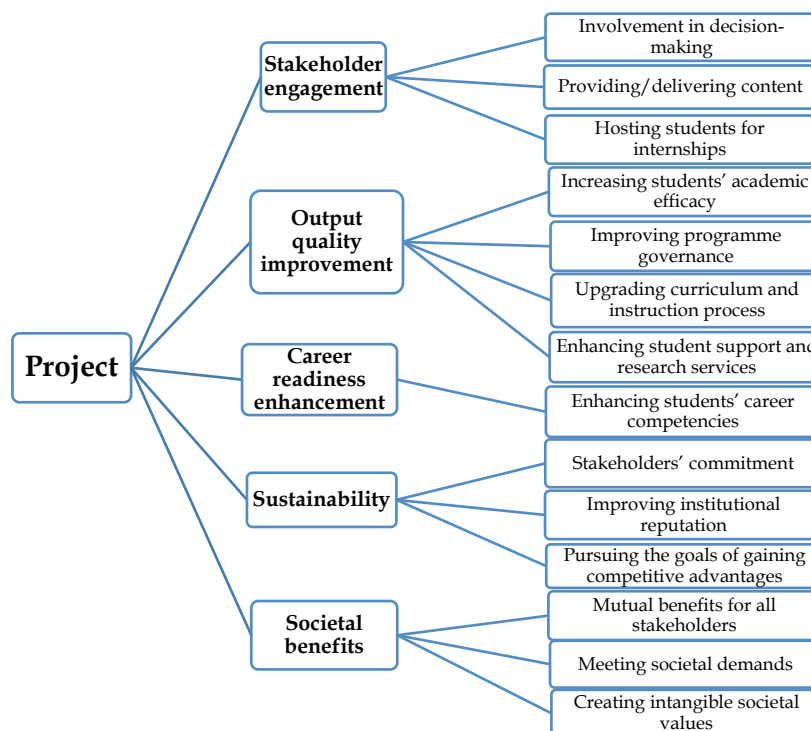 Project
Stakeholder
engagement
Involvement in decision-
making
Providing/delivering content
Hosting students for
internships
Output
quality
improvement
Increasing students’ academic
efficacy
Improving programme
governance
Upgrading curriculum and
instruction process
Enhancing student support and
research services
Career
readiness
enhancement
Enhancing students’ career
competencies
Sustainability
Stakeholders’ commitment
Improving institutional
reputation
Pursuing the goals of gaining
competitive advantages
Societal
benefits
Mutual benefits for all
stakeholders
Meeting societal demands
Creating intangible societal
values